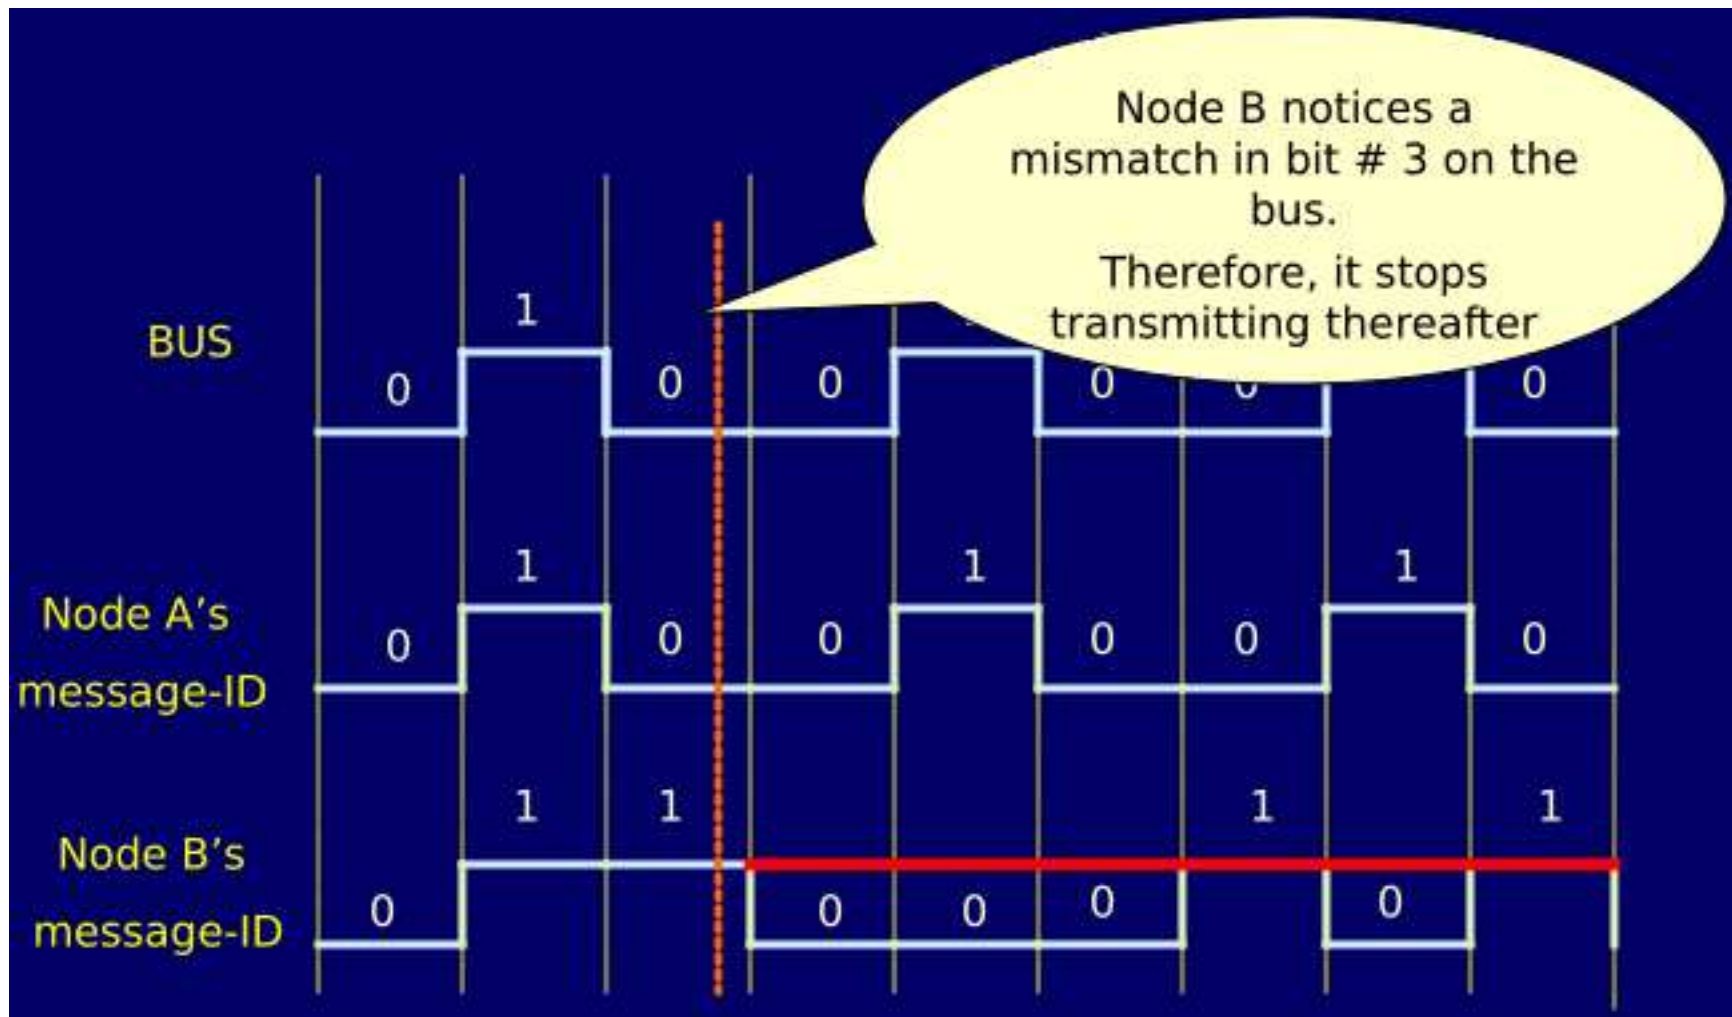 Node B notices a
mismatch in bit # 3 on the
bus.
Therefore, it stops
transmitting thereafter
BUS
0 1 0 0 0 0 0
Node A’s
message-ID
0 1 0 0 1 0 0 1 0
Node B’s
message-ID
0 1 1 0 0 0 1 0 1